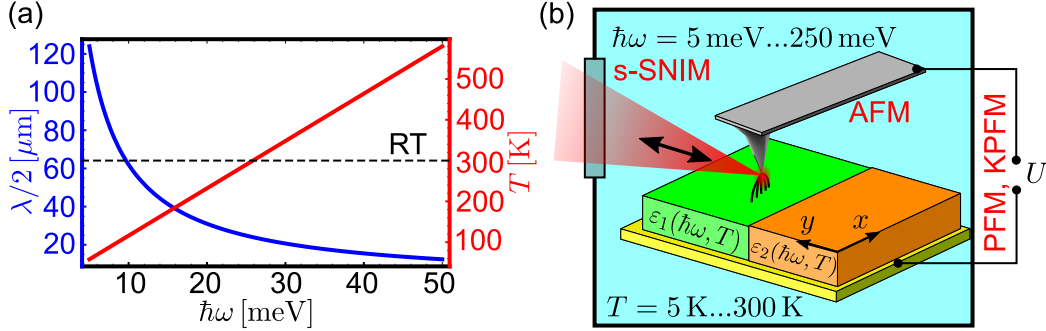 (a)
120
100
80
60
40
20
λ/2 [μm]
10
20
30
40
50
ℏω [meV]
500
400
300
200
100
T [K]
RT
(b)
ℏω = 5 meV...250 meV
s-SNIM
AFM
PFM, KPFM
U
ε₁(ℏω, T)
ε₂(ℏω, T)
y
x
T = 5 K...300 K